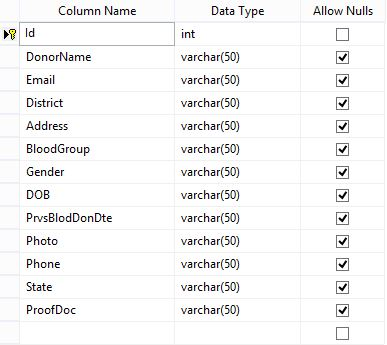 Column Name Data Type Allow Nulls
Id int
DonorName varchar(50)
Email varchar(50)
District varchar(50)
Address varchar(50)
BloodGroup varchar(50)
Gender varchar(50)
DOB varchar(50)
PrvsBlodDonDte varchar(50)
Photo varchar(50)
Phone varchar(50)
State varchar(50)
ProofDoc varchar(50)